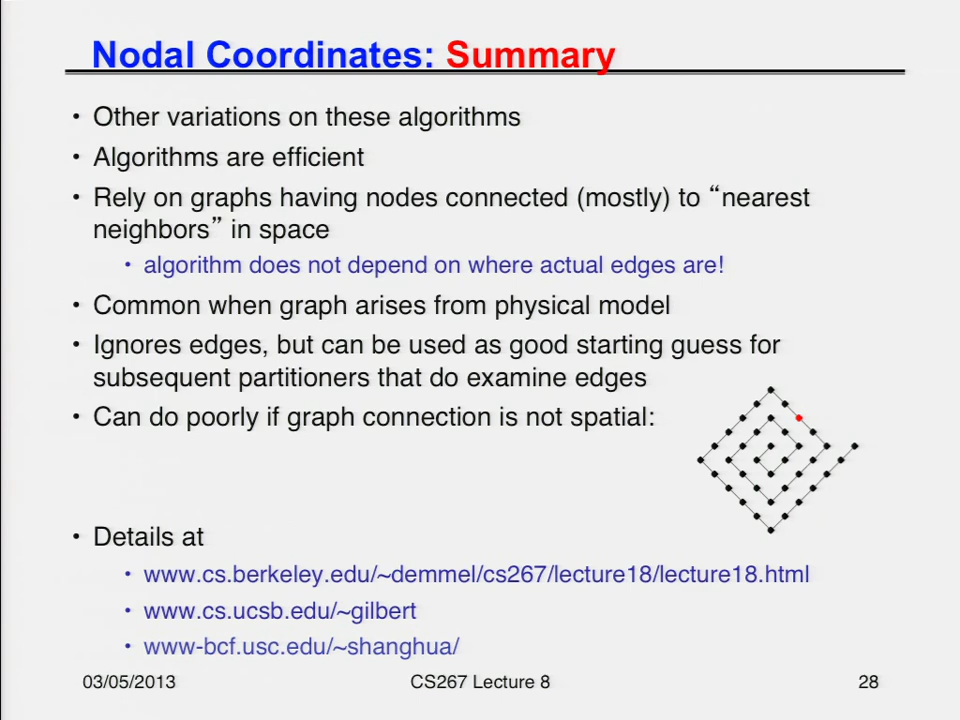 Nodal Coordinates: Summary
• Other variations on these algorithms
• Algorithms are efficient
• Rely on graphs having nodes connected (mostly) to “nearest
neighbors” in space
• algorithm does not depend on where actual edges are!
• Common when graph arises from physical model
• Ignores edges, but can be used as good starting guess for
subsequent partitioners that do examine edges
• Can do poorly if graph connection is not spatial:
• Details at
• www.cs.berkeley.edu/~demmel/cs267/lecture18/lecture18.html
• www.cs.ucsb.edu/~gilbert
• www-bcf.usc.edu/~shanghua/
03/05/2013 CS267 Lecture 8 28